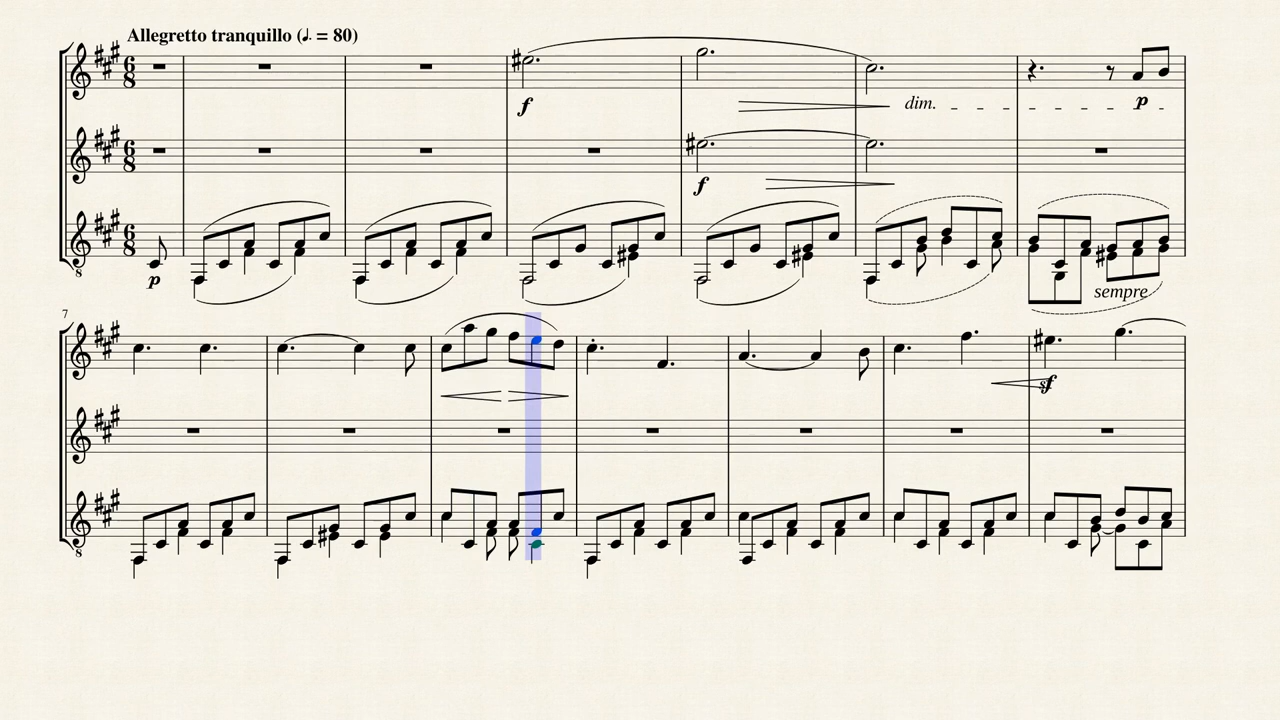 Allegretto tranquillo (♩. = 80)
6 8
f
dim.
p
6 8
f
6 8
8
p
sempre
7
sf
8